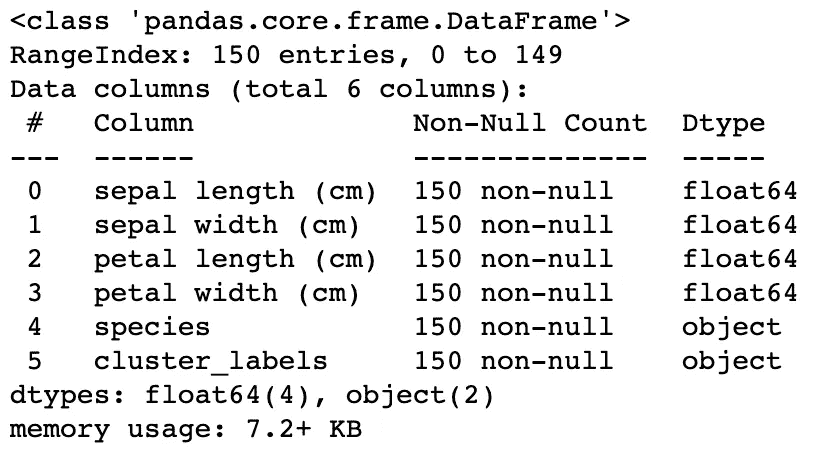 <class 'pandas.core.frame.DataFrame'>
RangeIndex: 150 entries, 0 to 149
Data columns (total 6 columns):
 #   Column             Non-Null Count  Dtype
---  ------             --------------  -----
 0   sepal length (cm)  150 non-null    float64
 1   sepal width (cm)   150 non-null    float64
 2   petal length (cm)  150 non-null    float64
 3   petal width (cm)   150 non-null    float64
 4   species            150 non-null    object
 5   cluster_labels     150 non-null    object
dtypes: float64(4), object(2)
memory usage: 7.2+ KB